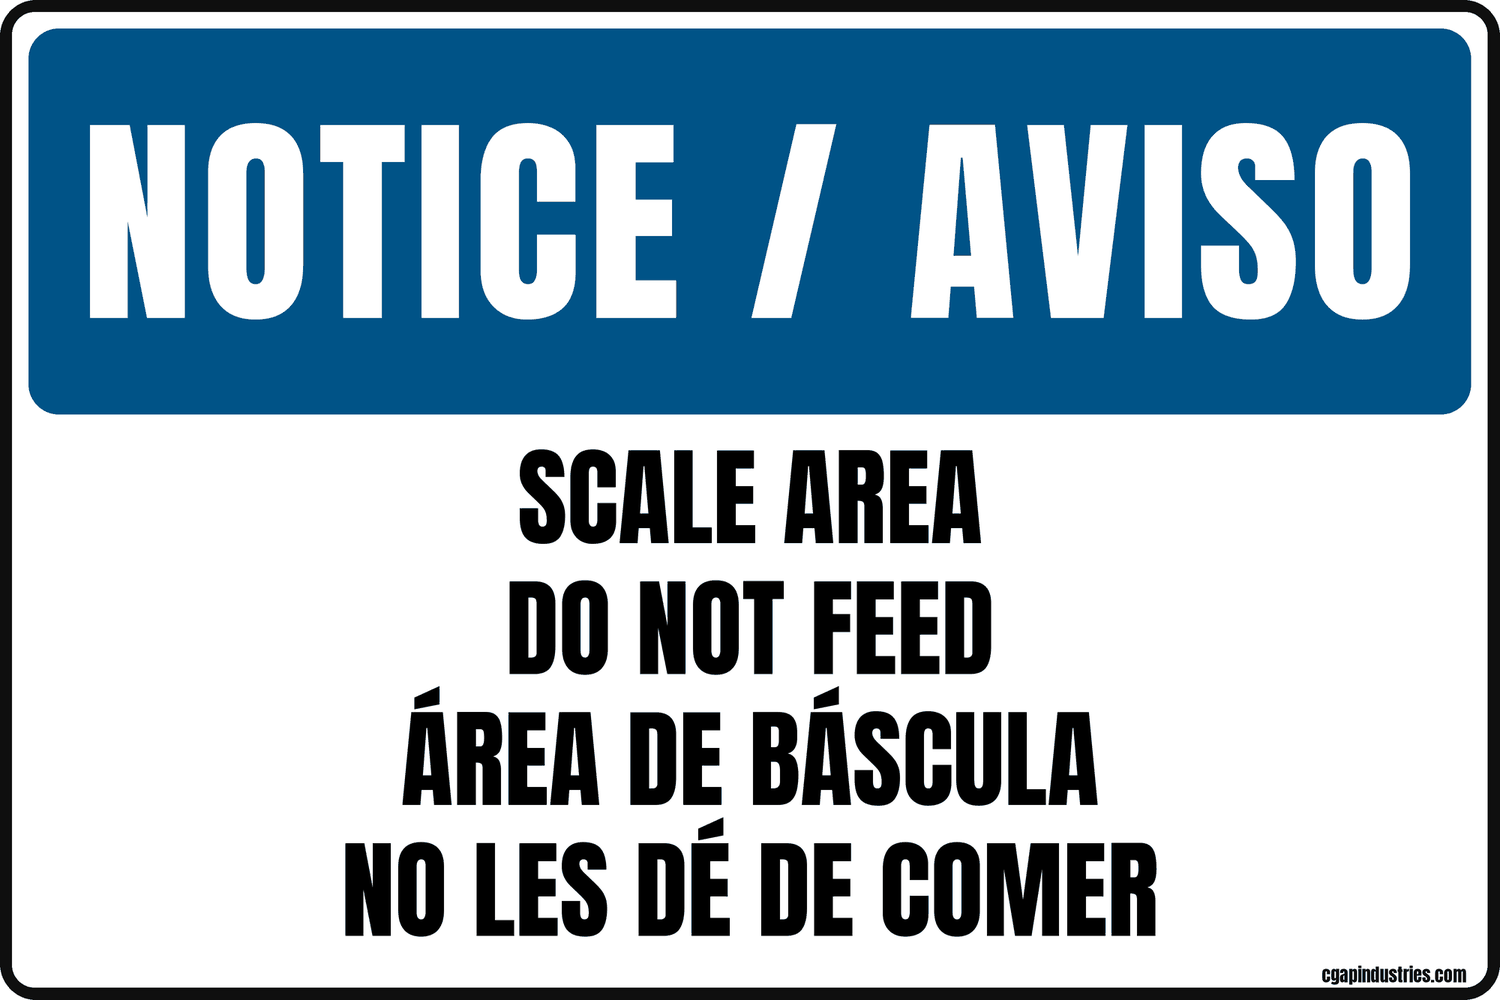 NOTICE / AVISO
SCALE AREA
DO NOT FEED
ÁREA DE BÁSCULA
NO LES DÉ DE COMER
cgapindustries.com